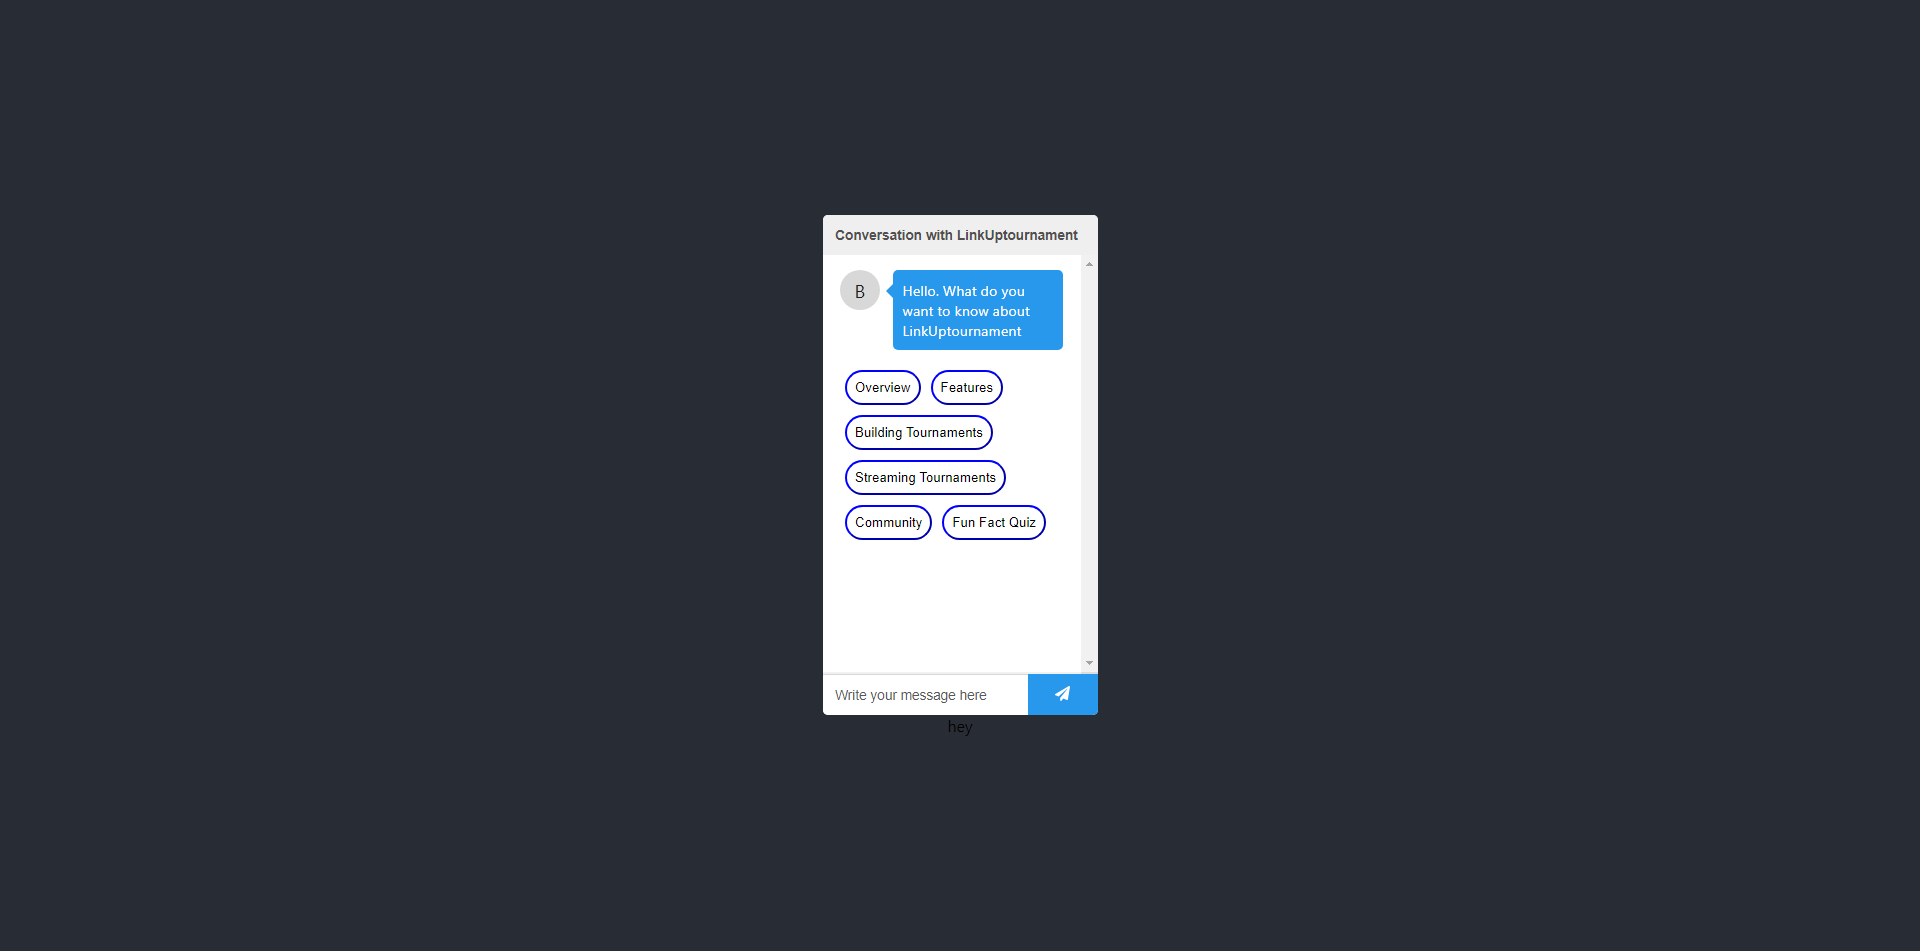 Conversation with LinkUptournament
B
Hello. What do you
want to know about
LinkUptournament
Overview
Features
Building Tournaments
Streaming Tournaments
Community
Fun Fact Quiz
Write your message here
hey